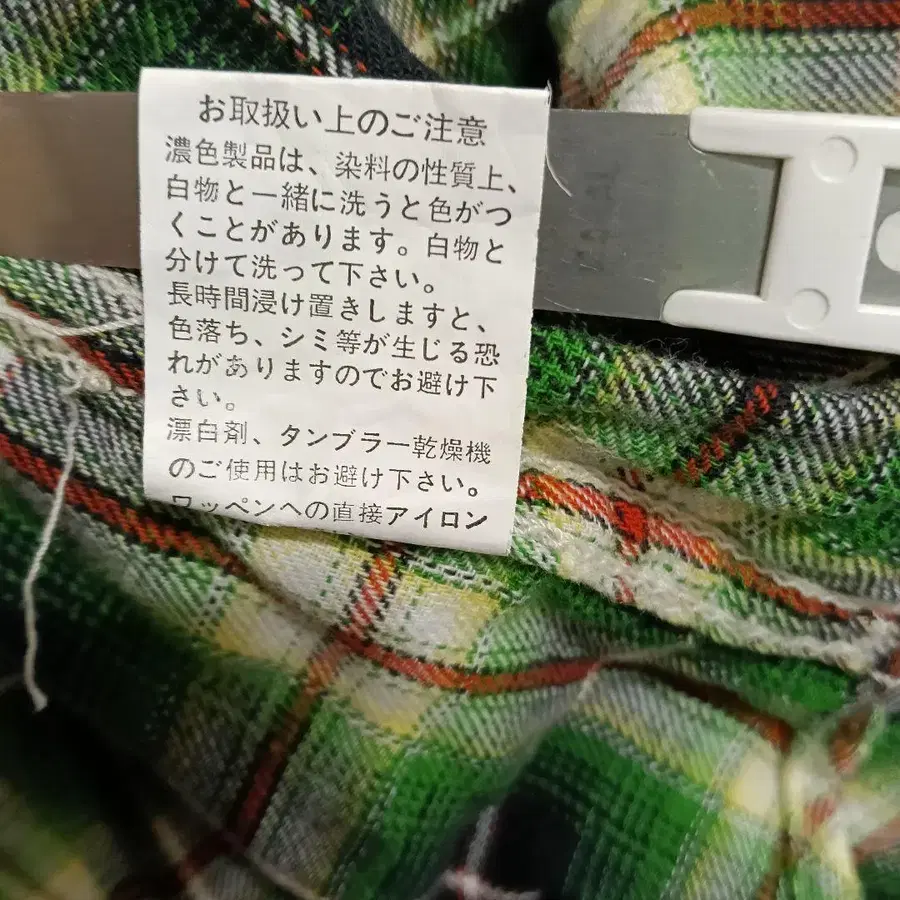 お取扱い上のご注意
濃色製品は、染料の性質上、
白物と一緒に洗うと色がつ
くことがあります。白物と
分けて洗って下さい。
長時間浸け置きしますと、
色落ち、シミ等が生じる恐
れがありますのでお避け下
さい。
漂白剤、タンブラー乾燥機
のご使用はお避け下さい。
ワッペンへの直接アイロン